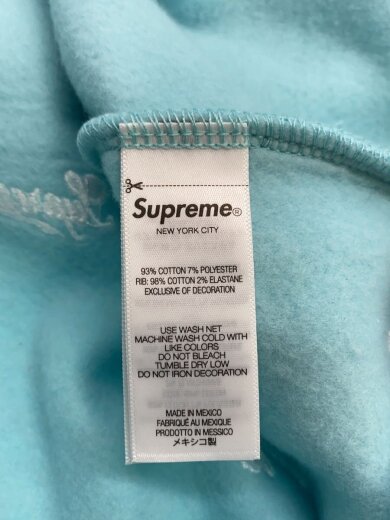 Supreme®
NEW YORK CITY
93% COTTON 7% POLYESTER
RIB: 98% COTTON 2% ELASTANE
EXCLUSIVE OF DECORATION
USE WASH NET
MACHINE WASH COLD WITH
LIKE COLORS
DO NOT BLEACH
TUMBLE DRY LOW
DO NOT IRON DECORATION
MADE IN MEXICO
FABRIQUÉ AU MEXIQUE
PRODOTTO IN MESSICO
メキシコ製